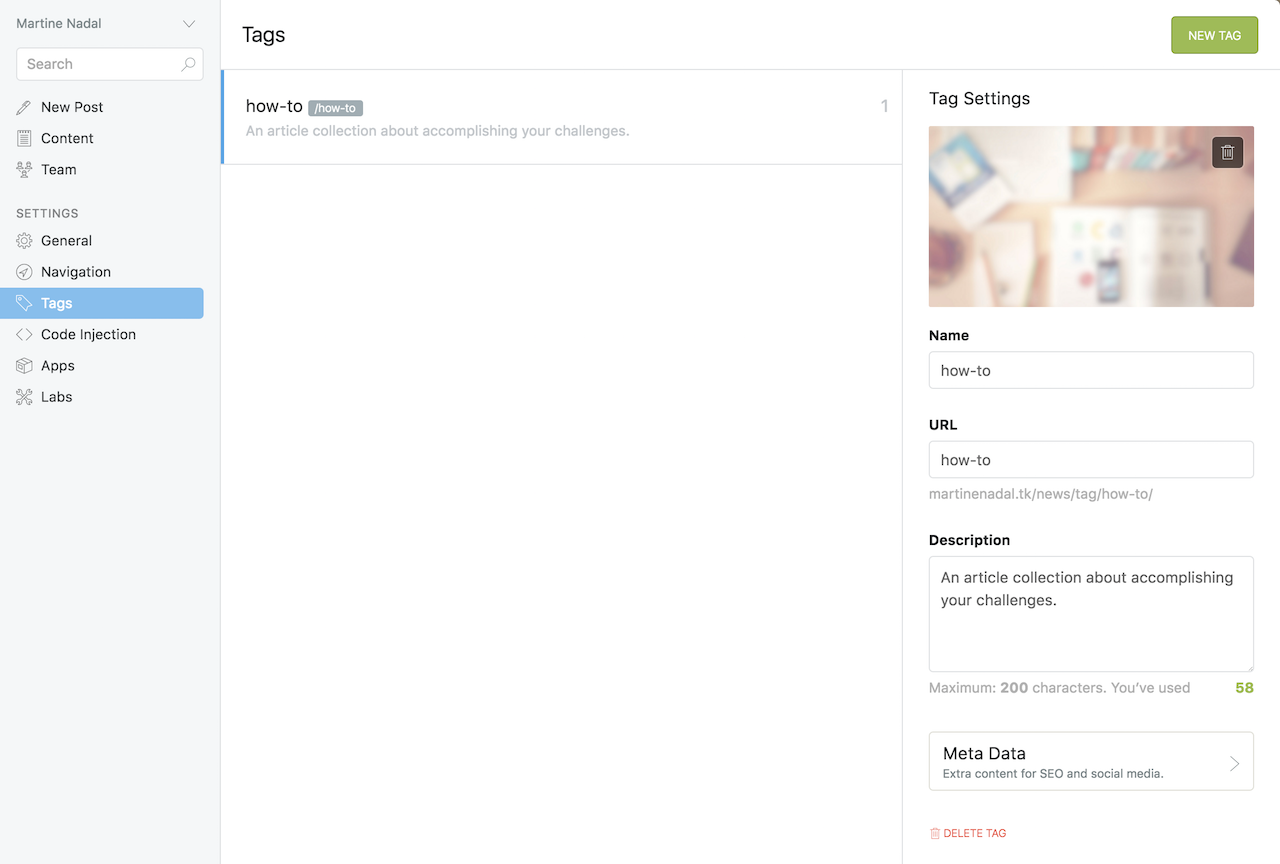 Martine Nadal
Search
New Post
Content
Team
SETTINGS
General
Navigation
Tags
Code Injection
Apps
Labs
Tags
NEW TAG
how-to /how-to 1
An article collection about accomplishing your challenges.
Tag Settings
Name
how-to
URL
how-to
martinenadal.tk/news/tag/how-to/
Description
An article collection about accomplishing
your challenges.
Maximum: 200 characters. You’ve used 58
Meta Data
Extra content for SEO and social media.
DELETE TAG